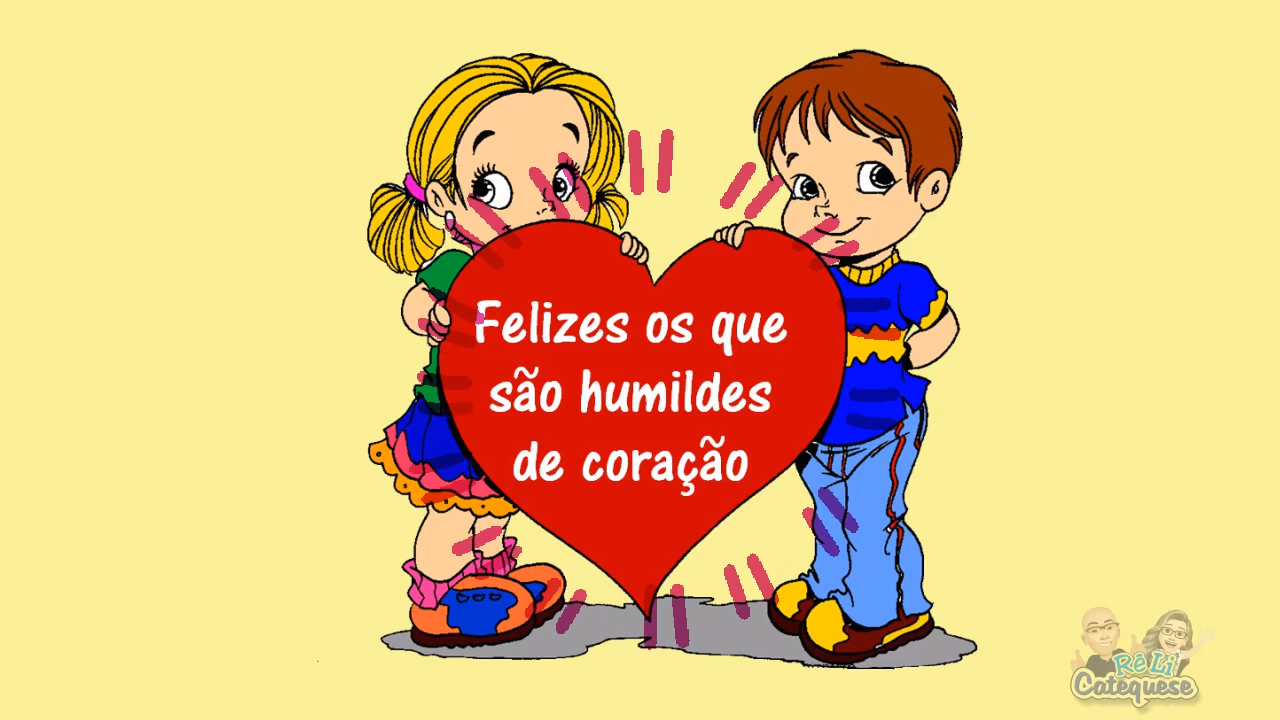 Felizes os que
são humildes
de coração
Rê Li
Catequese